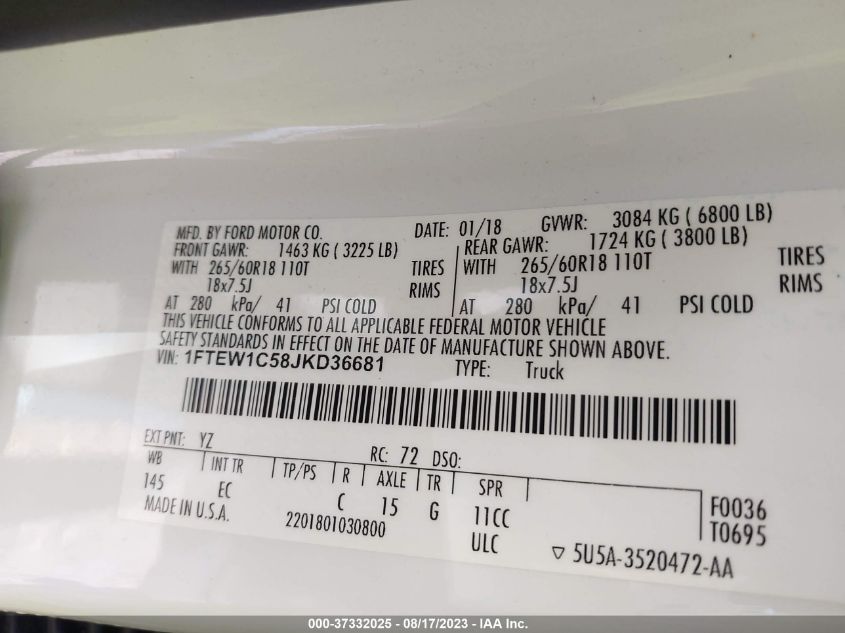 MFD. BY FORD MOTOR CO. DATE: 01/18 GVWR: 3084 KG ( 6800 LB)
FRONT GAWR: 1463 KG ( 3225 LB) REAR GAWR: 1724 KG ( 3800 LB)
WITH 265/60R18 110T TIRES WITH 265/60R18 110T TIRES
18x7.5J RIMS 18x7.5J RIMS
AT 280 kPa/ 41 PSI COLD AT 280 kPa/ 41 PSI COLD
THIS VEHICLE CONFORMS TO ALL APPLICABLE FEDERAL MOTOR VEHICLE
SAFETY STANDARDS IN EFFECT ON THE DATE OF MANUFACTURE SHOWN ABOVE.
VIN: 1FTEW1C58JKD36681 TYPE: Truck
EXT PNT: YZ RC: 72 DSO:
WB INT TR TP/PS R AXLE TR SPR
145 EC C 15 G 11CC F0036
MADE IN U.S.A. 2201801030800 ULC T0695
▽ 5U5A-3520472-AA
000-37332025 - 08/17/2023 - IAA Inc.